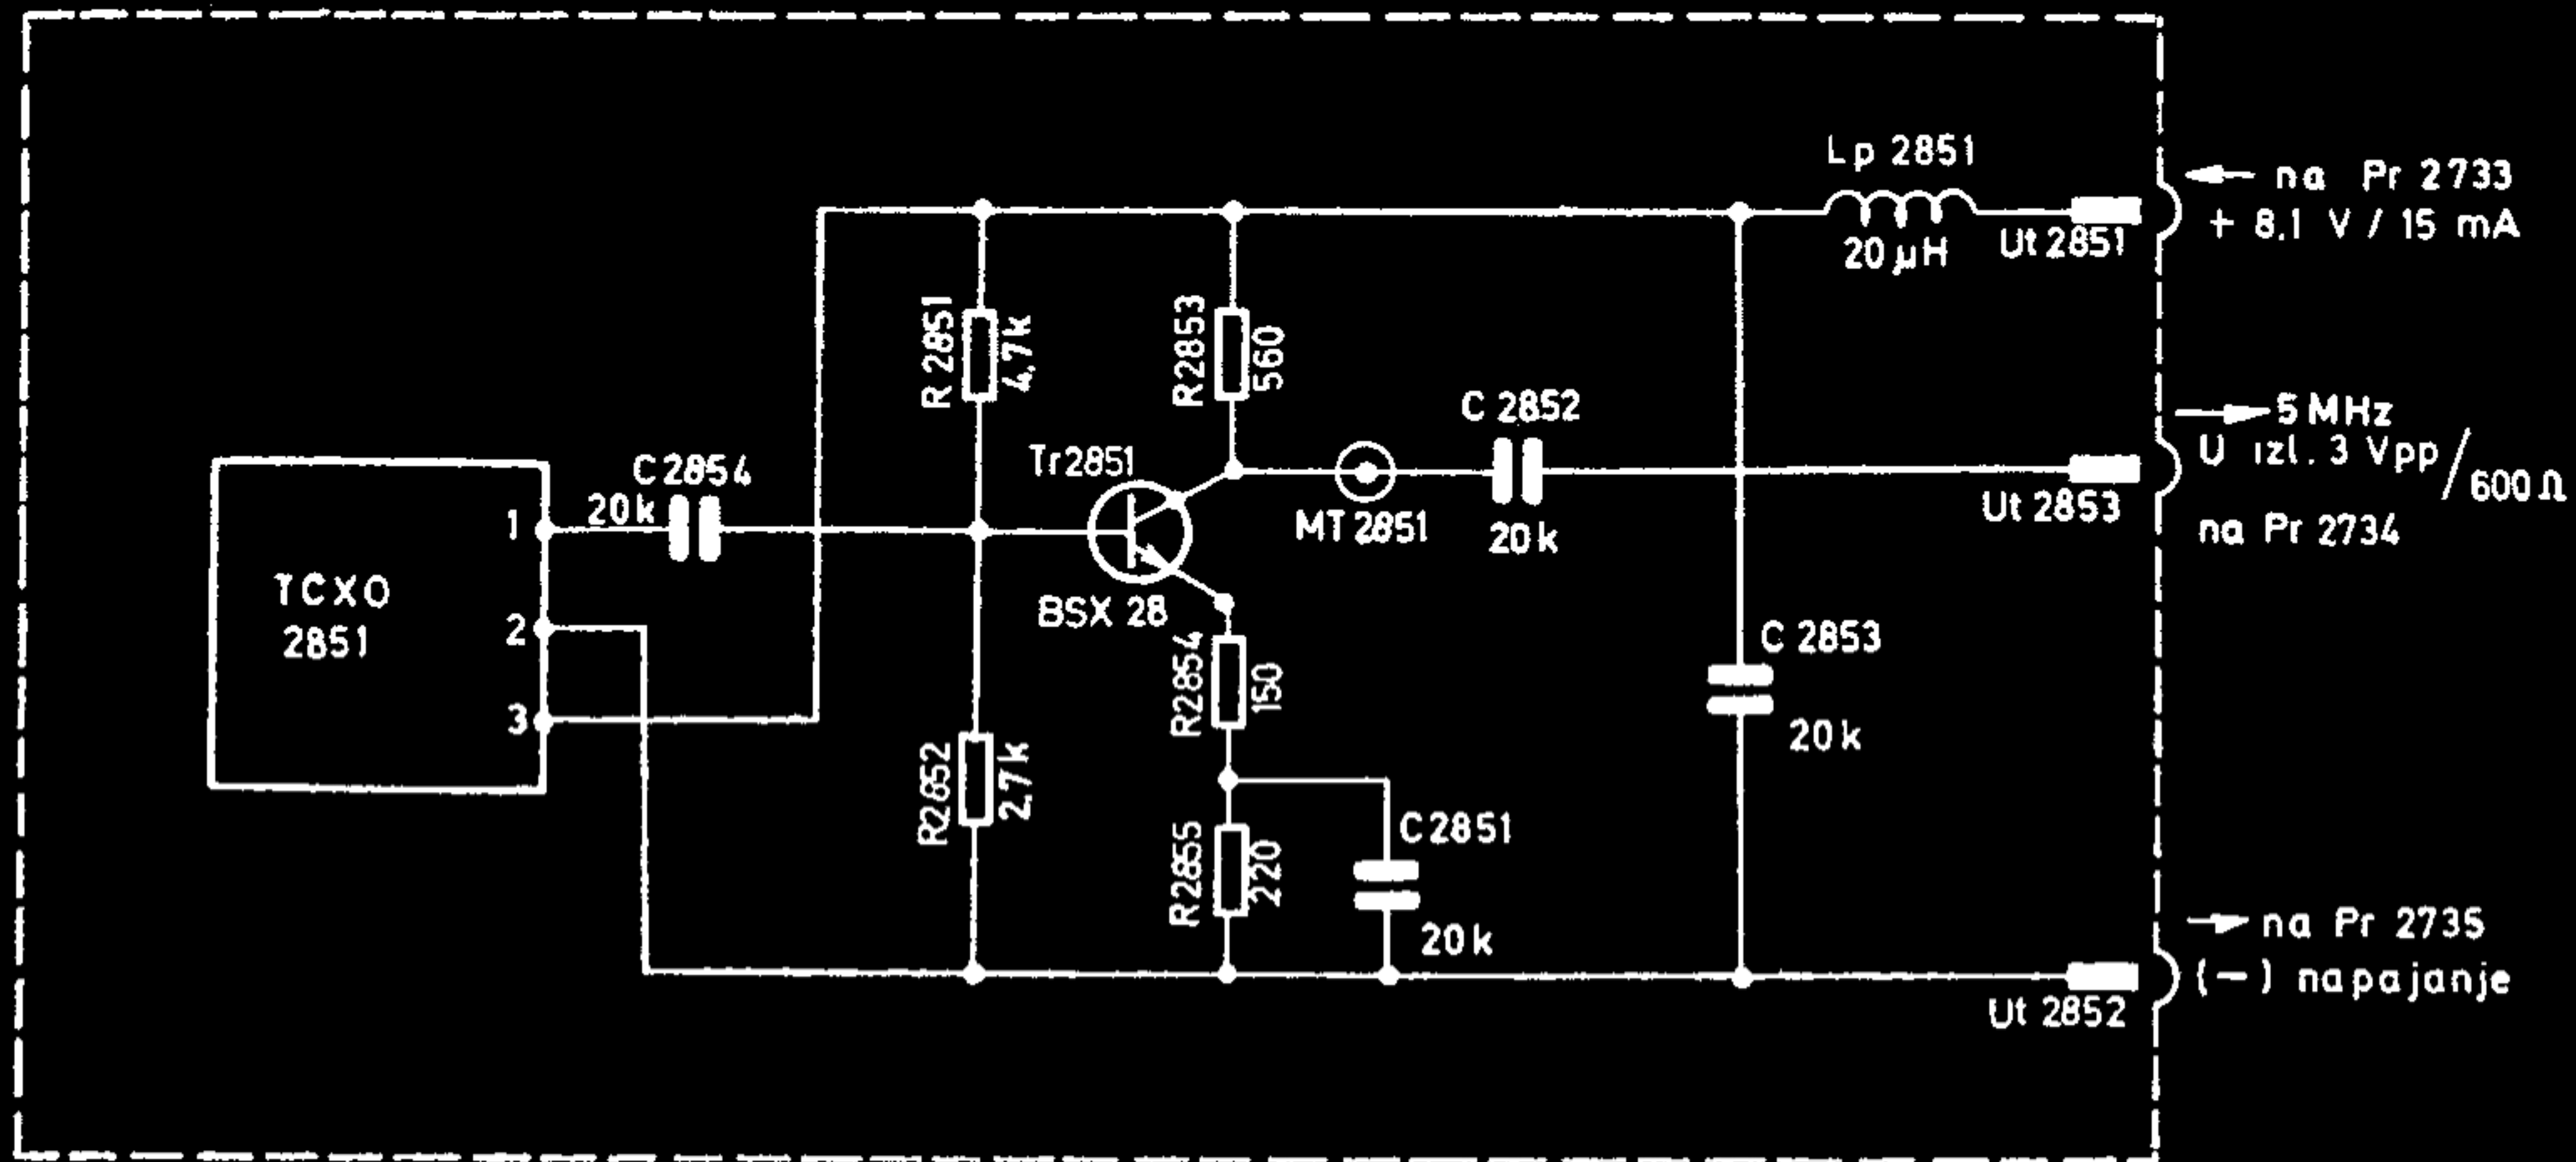 Lp 2851
20 µH
Ut 2851
na Pr 2733
+ 8,1 V / 15 mA
R 2851
4,7k
R2853
560
C 2852
20k
MT 2851
5 MHz
U izl. 3 Vpp/600Ω
Ut 2853
na Pr 2734
C 2854
20k
Tr2851
BSX 28
TCXO
2851
1
2
3
R2854
150
C 2853
20k
R2852
2,7k
R2855
220
C 2851
20k
na Pr 2735
(-) napajanje
Ut 2852